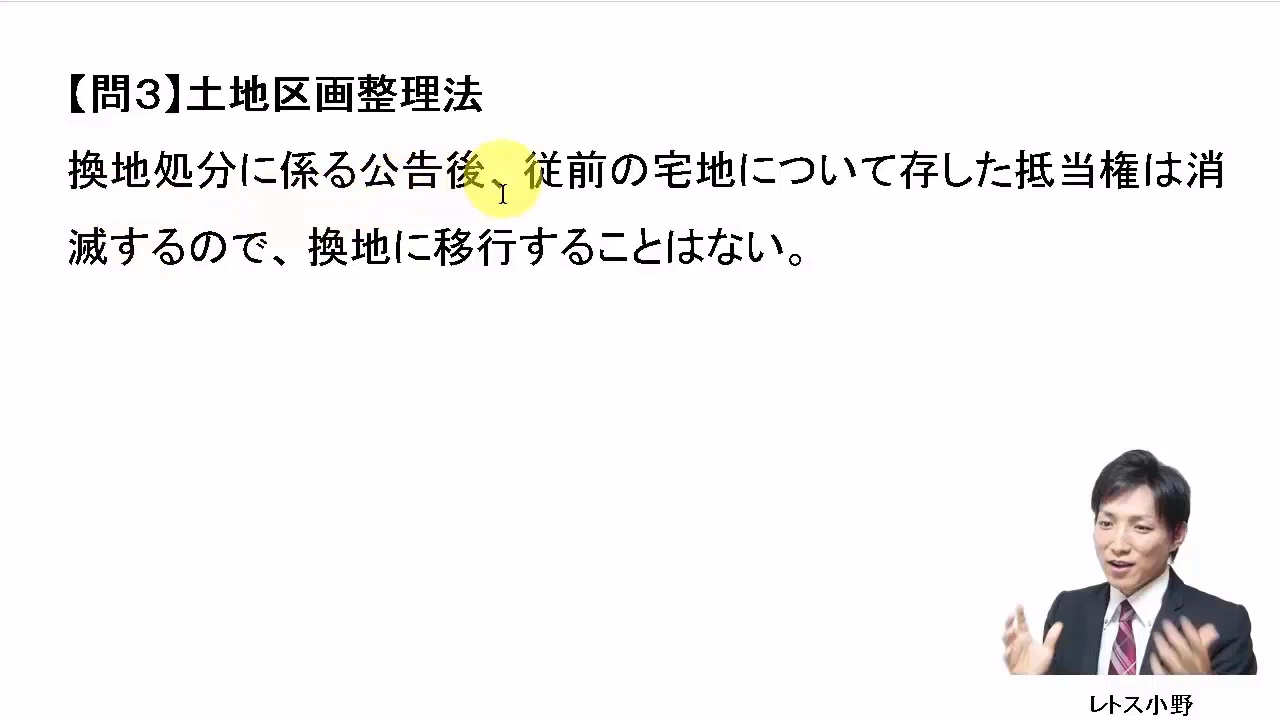 【問３】土地区画整理法
換地処分に係る公告後、従前の宅地について存した抵当権は消
滅するので、換地に移行することはない。
レトス小野